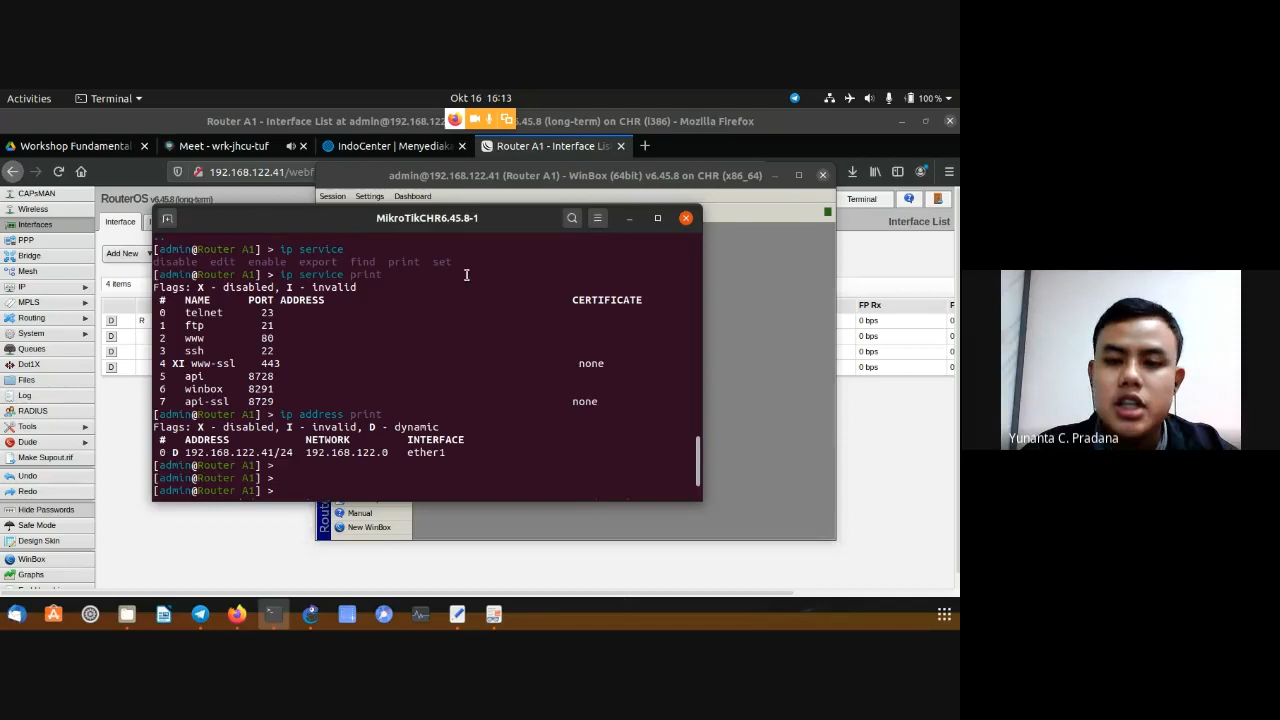 Activities Terminal Okt 16 16:13 100 %
Router A1 - Interface List at admin@192.168.122 .45.8 (long-term) on CHR (i386) - Mozilla Firefox
Workshop Fundamenta Meet - wrk-jhcu-tuf IndoCenter | Menyediaka Router A1 - Interface Lis
192.168.122.41/webf
admin@192.168.122.41 (Router A1) - WinBox (64bit) v6.45.8 on CHR (x86_64)
Session Settings Dashboard
Terminal
CAPsMAN
Wireless
Interfaces
PPP
Bridge
Mesh
IP
MPLS
Routing
System
Queues
Dot1X
Files
Log
RADIUS
Tools
Dude
Make Supout.rif
Undo
Redo
Hide Passwords
Safe Mode
Design Skin
WinBox
Graphs
RouterOS v6.45.8 (long-term)
Interface
Interface List
Add New
4 items
FP Rx
D R 0 bps 0
D 0 bps 0
D 0 bps 0
D 0 bps 0
MikroTikCHR6.45.8-1
..
[admin@Router A1] > ip service
disable edit enable export find print set
[admin@Router A1] > ip service print
Flags: X - disabled, I - invalid
# NAME PORT ADDRESS CERTIFICATE
0 telnet 23
1 ftp 21
2 www 80
3 ssh 22
4 XI www-ssl 443 none
5 api 8728
6 winbox 8291
7 api-ssl 8729 none
[admin@Router A1] > ip address print
Flags: X - disabled, I - invalid, D - dynamic
# ADDRESS NETWORK INTERFACE
0 D 192.168.122.41/24 192.168.122.0 ether1
[admin@Router A1] >
[admin@Router A1] >
[admin@Router A1] >
Manual
New WinBox
Yunanta C. Pradana